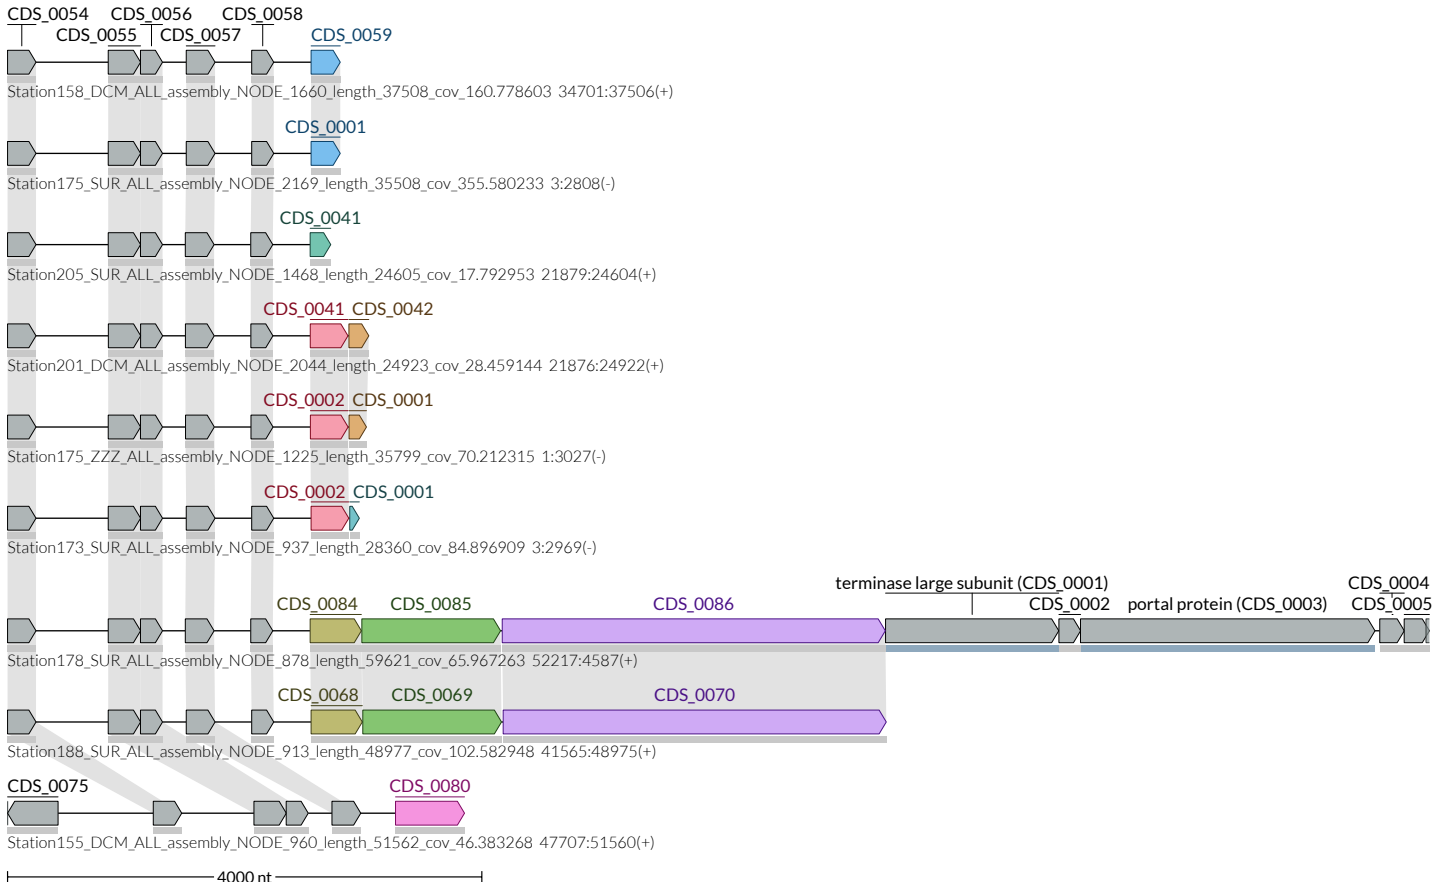 CDS_0054 CDS_0056 CDS_0058
CDS_0055 CDS_0057 CDS_0059
Station158_DCM_ALL_assembly_NODE_1660_length_37508_cov_160.778603 34701:37506(+)
CDS_0001
Station175_SUR_ALL_assembly_NODE_2169_length_35508_cov_355.580233 3:2808(-)
CDS_0041
Station205_SUR_ALL_assembly_NODE_1468_length_24605_cov_17.792953 21879:24604(+)
CDS_0041 CDS_0042
Station201_DCM_ALL_assembly_NODE_2044_length_24923_cov_28.459144 21876:24922(+)
CDS_0002 CDS_0001
Station175_ZZZ_ALL_assembly_NODE_1225_length_35799_cov_70.212315 1:3027(-)
CDS_0002 CDS_0001
Station173_SUR_ALL_assembly_NODE_937_length_28360_cov_84.896909 3:2969(-)
terminase large subunit (CDS_0001) CDS_0004
CDS_0084 CDS_0085 CDS_0086 CDS_0002 portal protein (CDS_0003) CDS_0005
Station178_SUR_ALL_assembly_NODE_878_length_59621_cov_65.967263 52217:4587(+)
CDS_0068 CDS_0069 CDS_0070
Station188_SUR_ALL_assembly_NODE_913_length_48977_cov_102.582948 41565:48975(+)
CDS_0075 CDS_0080
Station155_DCM_ALL_assembly_NODE_960_length_51562_cov_46.383268 47707:51560(+)
4000 nt